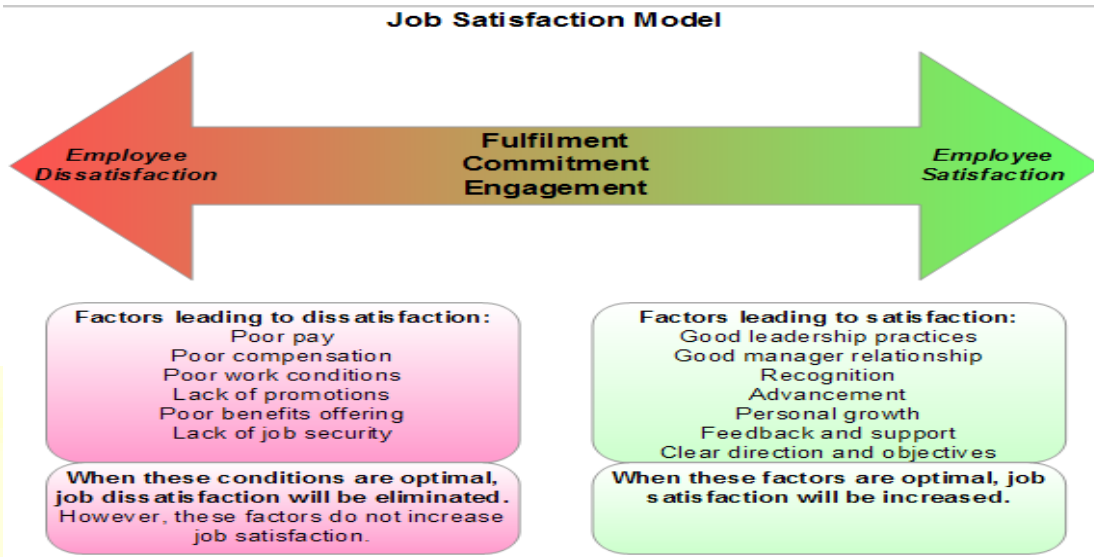 Job Satisfaction Model
Employee
Dissatisfaction
Fulfilment
Commitment
Engagement
Employee
Satisfaction
Factors leading to dissatisfaction:
Poor pay
Poor compensation
Poor work conditions
Lack of promotions
Poor benefits offering
Lack of job security
When these conditions are optimal,
job dissatisfaction will be eliminated.
However, these factors do not increase
job satisfaction.
Factors leading to satisfaction:
Good leadership practices
Good manager relationship
Recognition
Advancement
Personal growth
Feedback and support
Clear direction and objectives
When these factors are optimal, job
satisfaction will be increased.